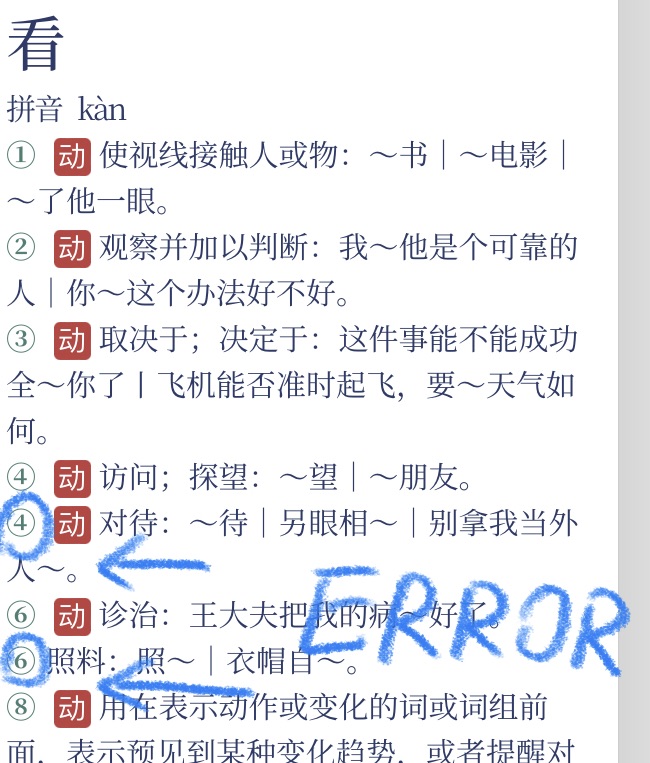 看
拼音 kàn
① 动 使视线接触人或物：～书｜～电影｜
～了他一眼。
② 动 观察并加以判断：我～他是个可靠的
人｜你～这个办法好不好。
③ 动 取决于；决定于：这件事能不能成功
全～你了丨飞机能否准时起飞，要～天气如
何。
④ 动 访问；探望：～望｜～朋友。
④ 动 对待：～待｜另眼相～｜别拿我当外
人～。
⑥ 动 诊治：王大夫把我的病～好了。
ERROR
⑥ 照料：照～｜衣帽自～。
⑧ 动 用在表示动作或变化的词或词组前
面，表示预见到某种变化趋势，或者提醒对